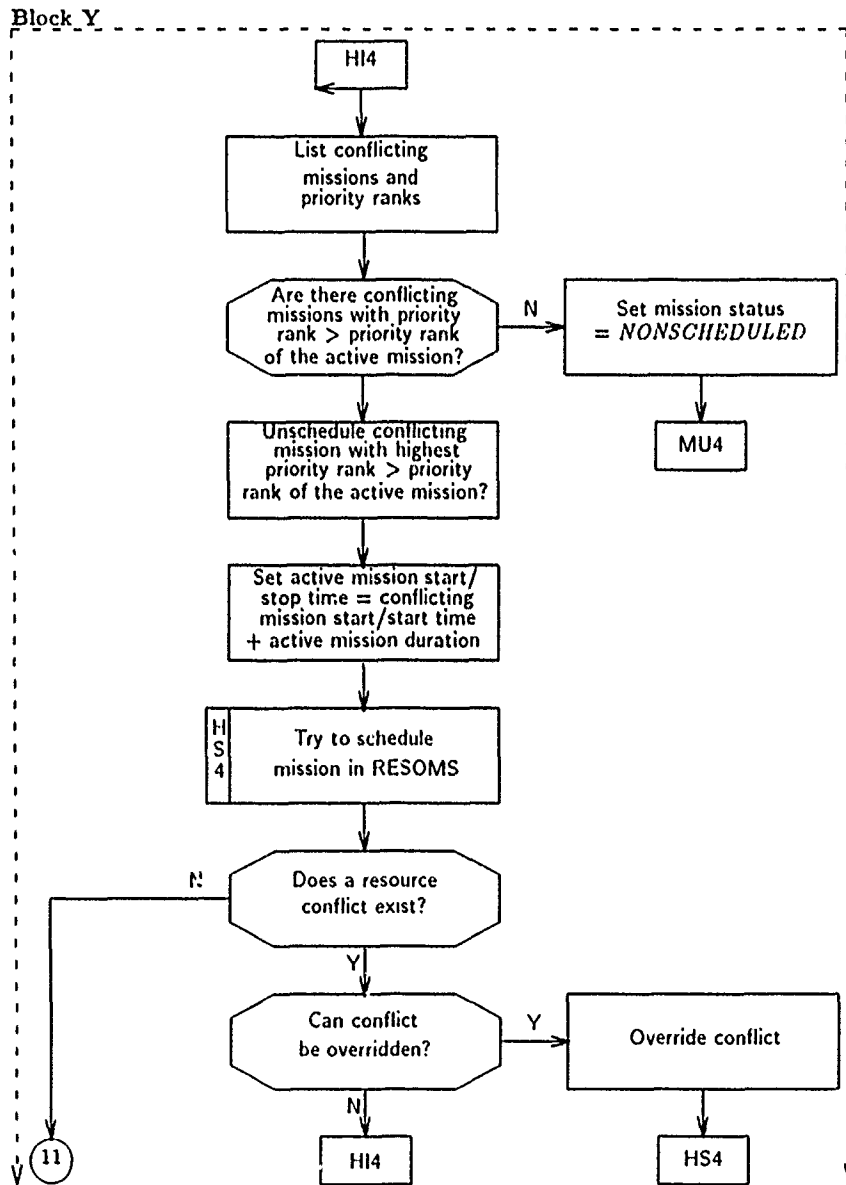 Block Y
HI4
List conflicting
missions and
priority ranks
Are there conflicting
missions with priority
rank > priority rank
of the active mission?
N
Set mission status
= NONSCHEDULED
MU4
Unschedule conflicting
mission with highest
priority rank > priority
rank of the active mission?
Set active mission start/
stop time = conflicting
mission start/start time
+ active mission duration
H
S
4
Try to schedule
mission in RESOMS
N
Does a resource
conflict exist?
Y
Can conflict
be overridden?
Y
Override conflict
N
11
HI4
HS4